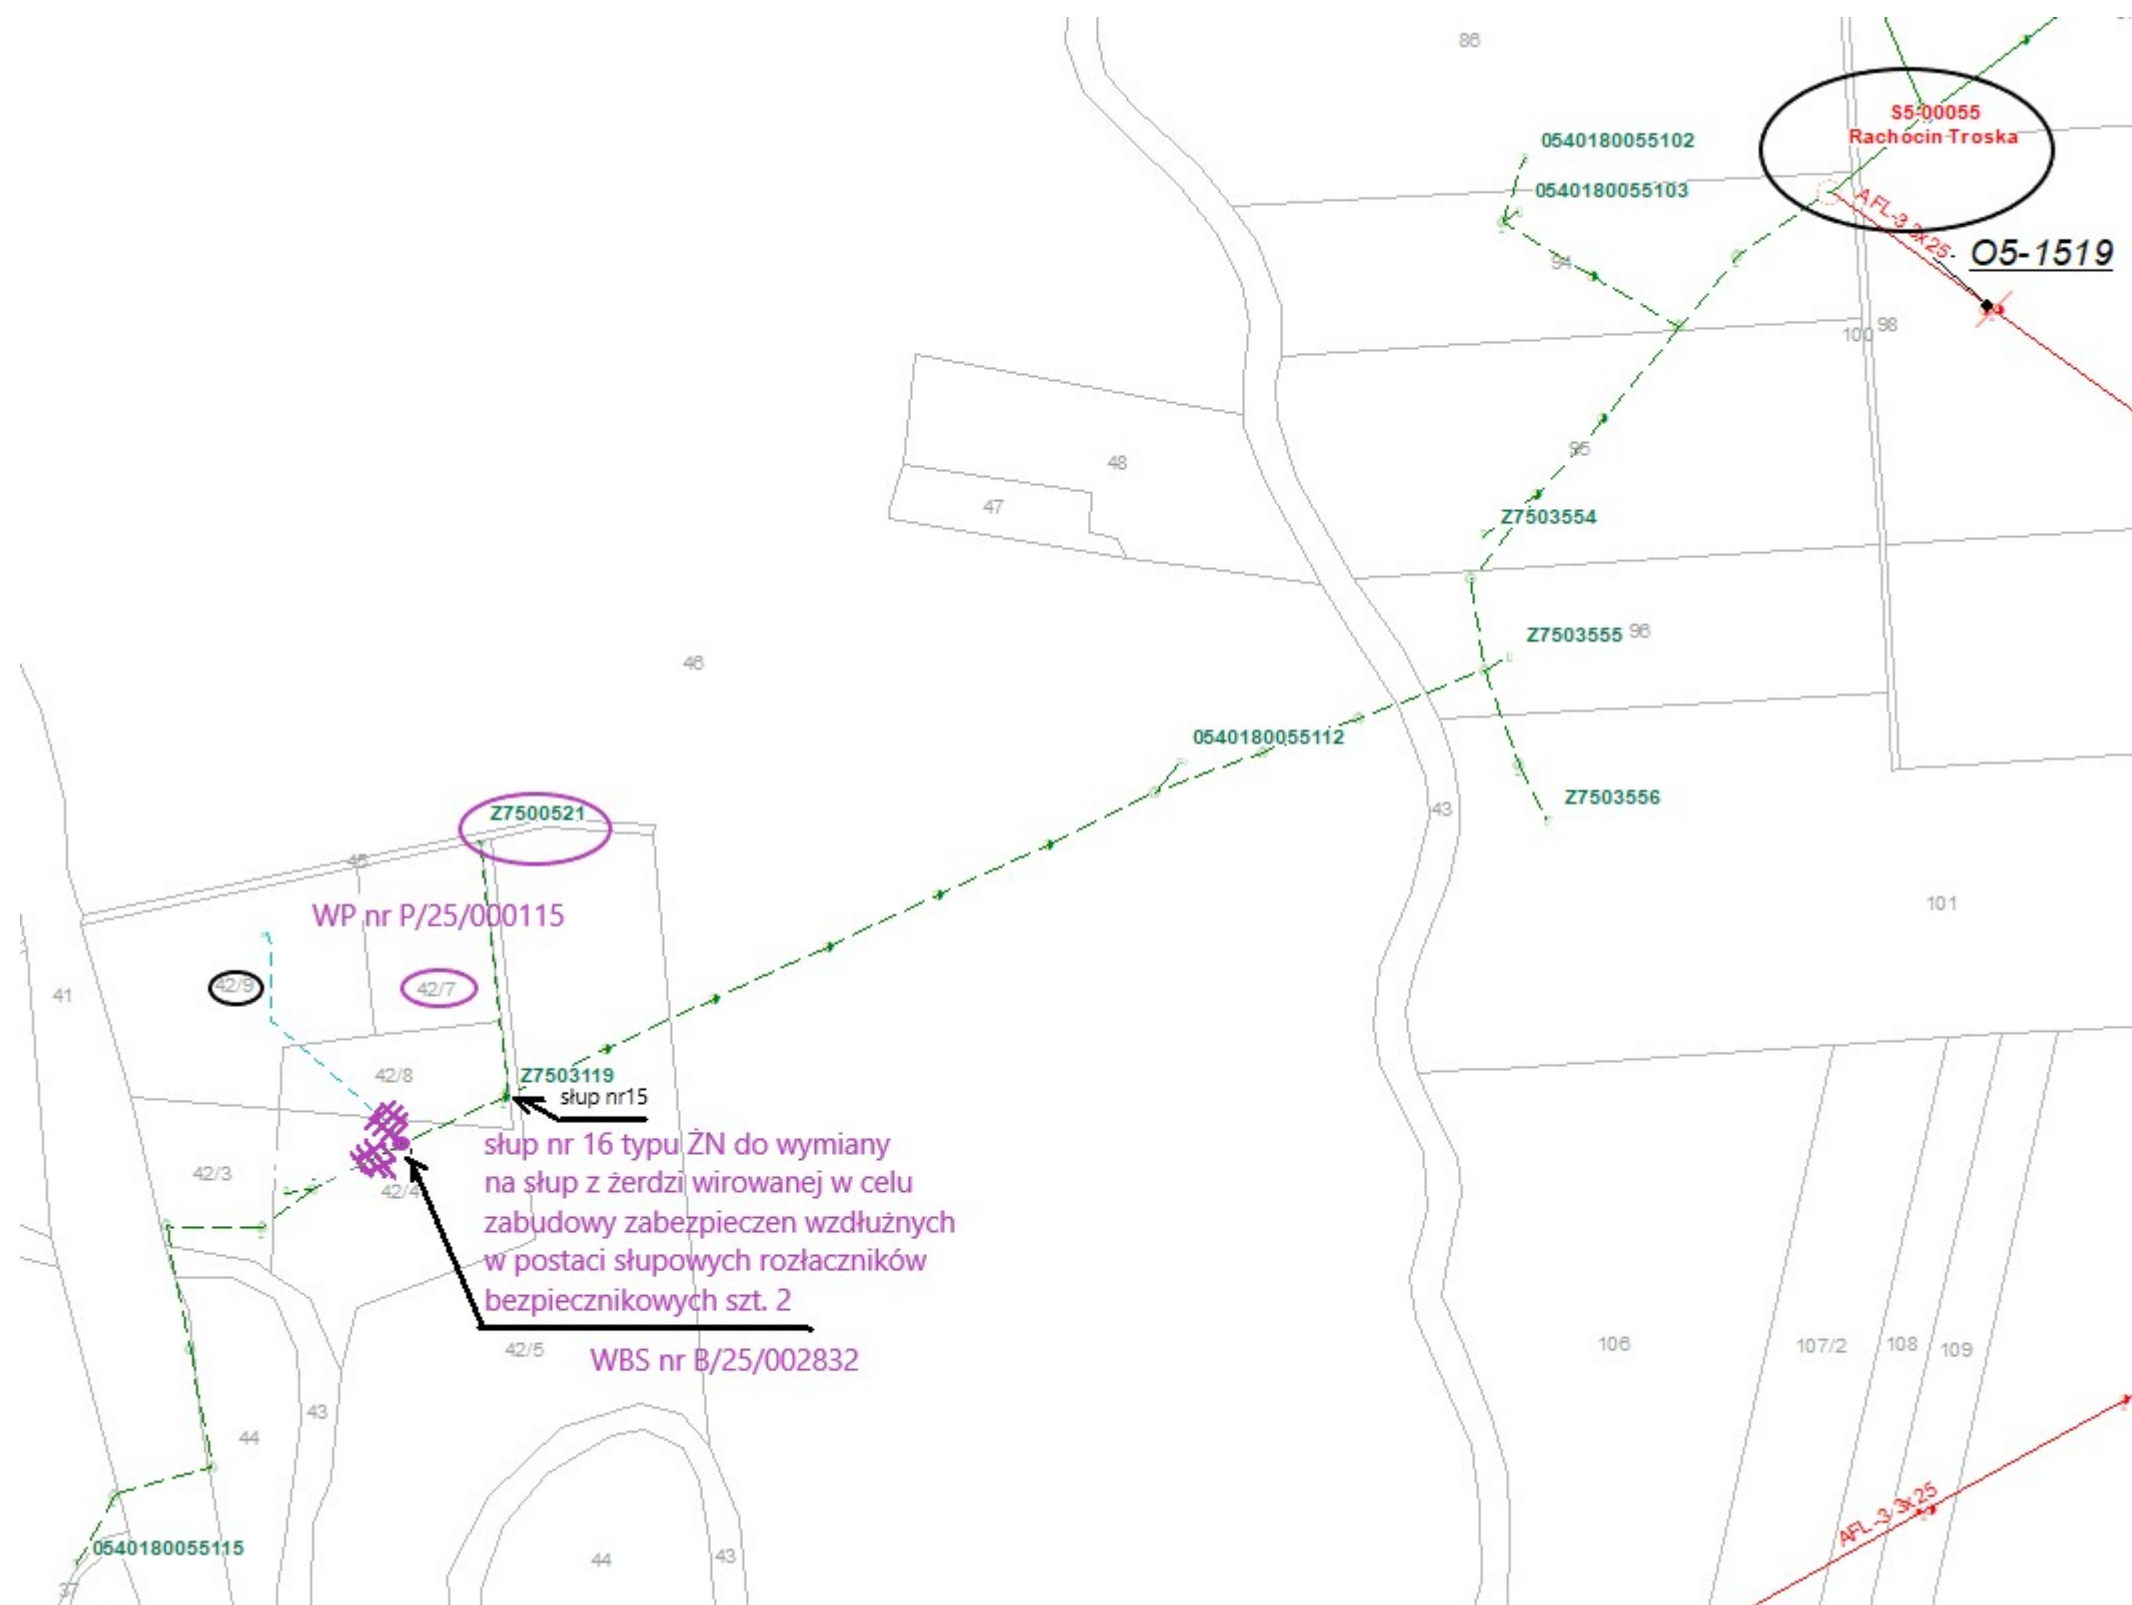 86
S5-00055
Rachocin Troska
0540180055102
0540180055103
AFL-3 3x25
O5-1519
94
100
98
48
95
47
Z7503554
Z7503555
96
46
0540180055112
Z7503556
43
Z7500521
45
WP nr P/25/000115
101
42/9
42/7
41
Z7503119
42/8
słup nr15
słup nr 16 typu ŻN do wymiany
na słup z żerdzi wirowanej w celu
zabudowy zabezpieczen wzdłużnych
w postaci słupowych rozłaczników
bezpiecznikowych szt. 2
42/3
42/4
42/5
WBS nr B/25/002832
106
107/2
108
109
43
44
AFL-3 3x25
0540180055115
44
43
37